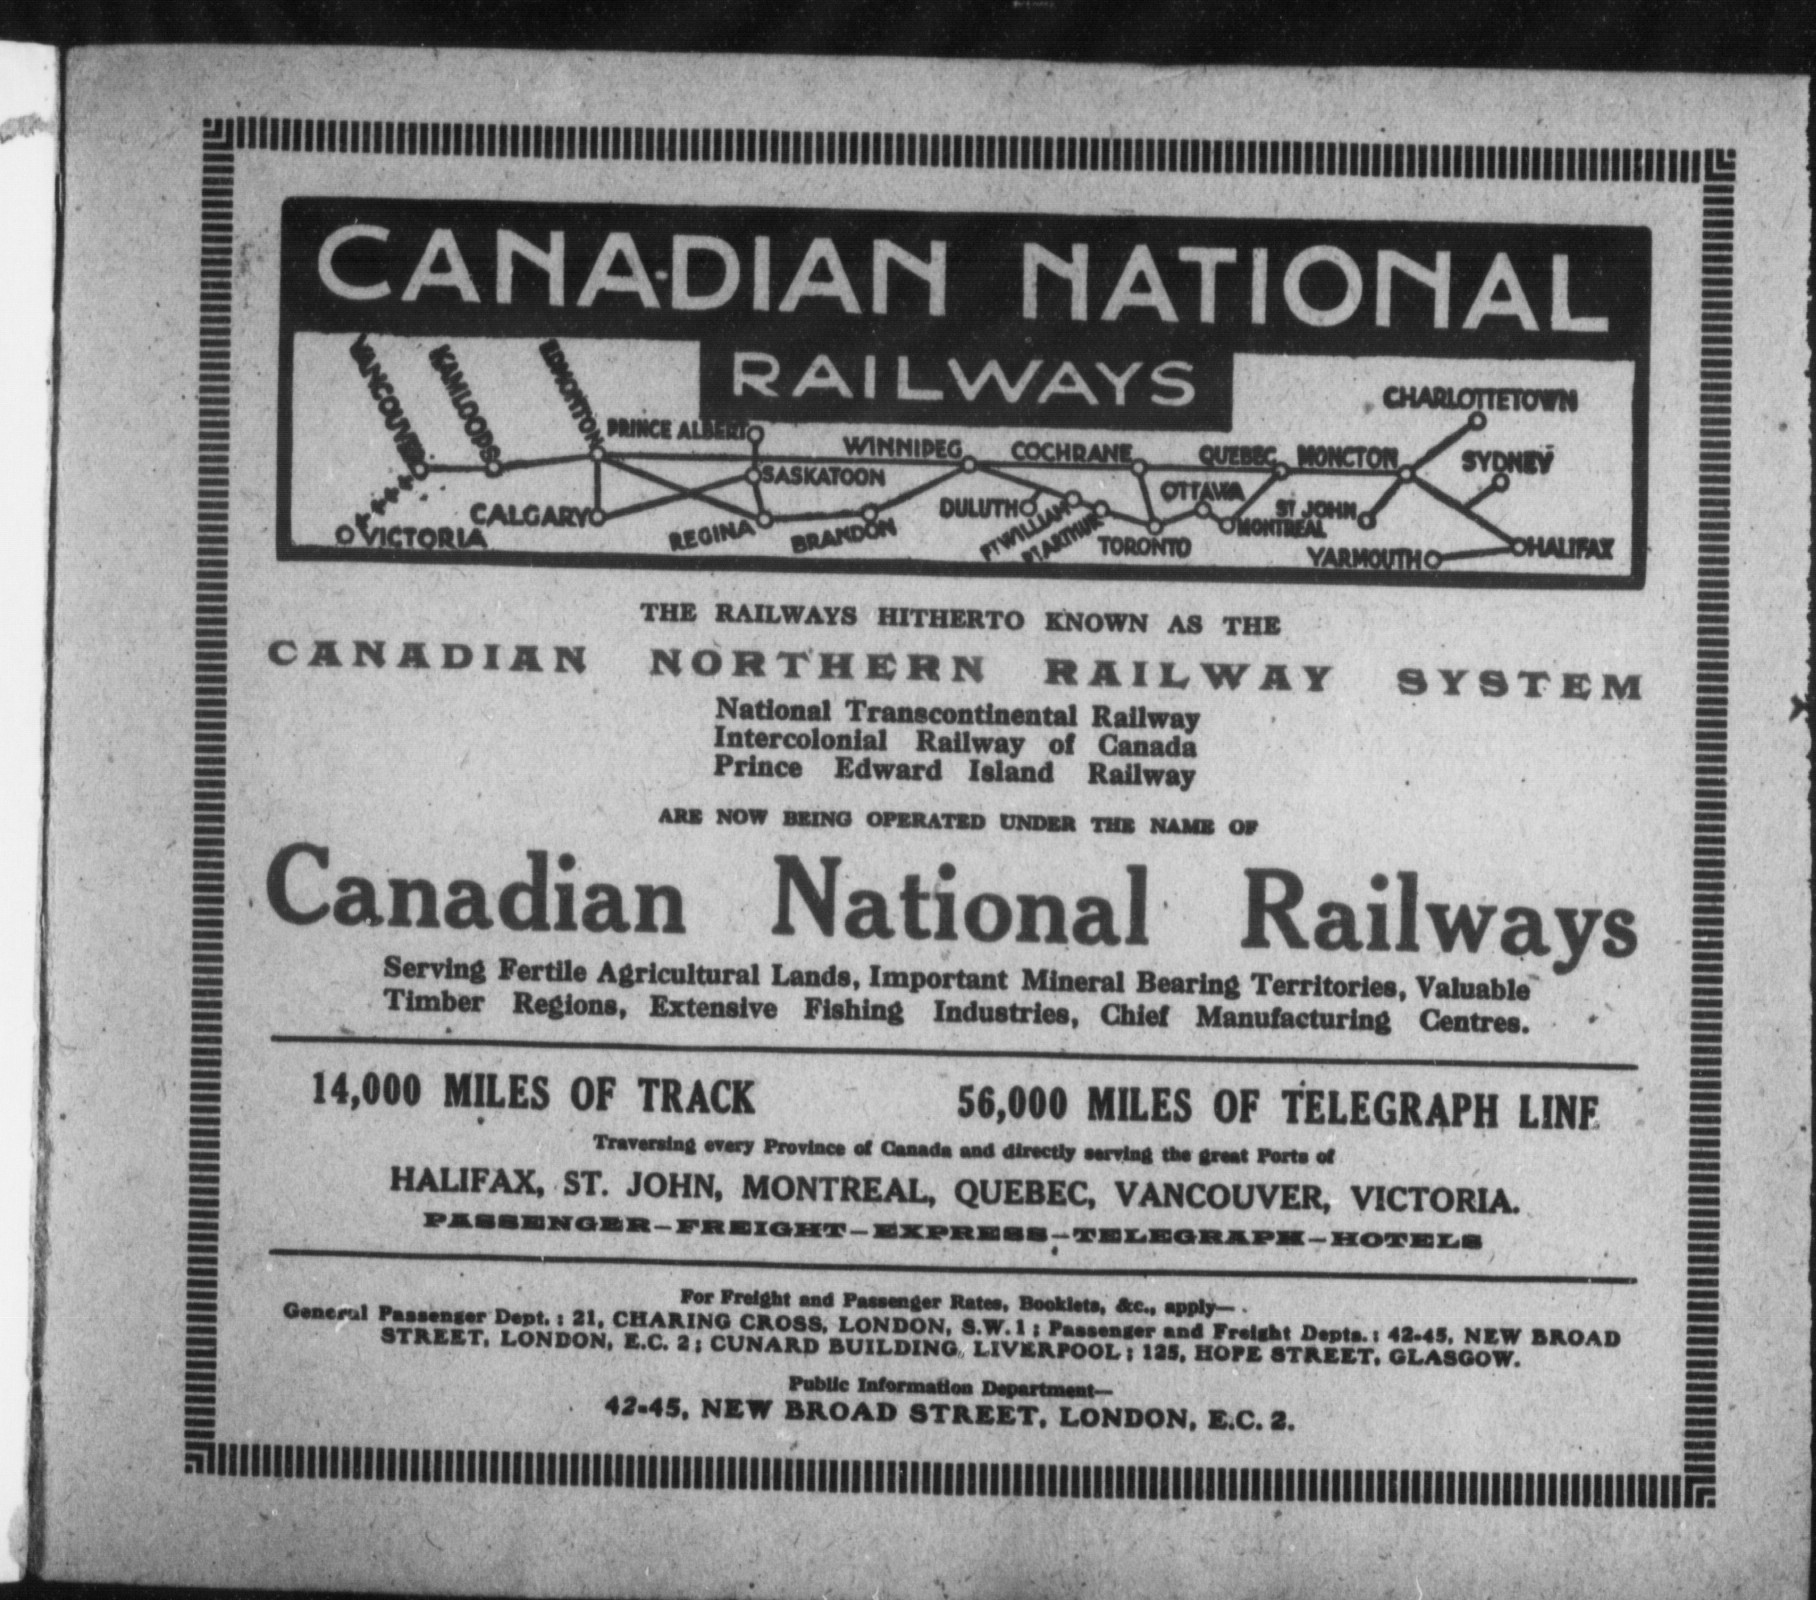 CANADIAN NATIONAL
RAILWAYS
VANCOUVER
KAMLOOPS
EDMONTON
PRINCE ALBERT
WINNIPEG
COCHRANE
QUEBEC
MONCTON
CHARLOTTETOWN
SYDNEY
SASKATOON
OTTAWA
VICTORIA
CALGARY
REGINA
BRANDON
DULUTH
FT WILLIAM
PT ARTHUR
TORONTO
MONTREAL
ST JOHN
YARMOUTH
HALIFAX
THE RAILWAYS HITHERTO KNOWN AS THE
CANADIAN NORTHERN RAILWAY SYSTEM
National Transcontinental Railway
Intercolonial Railway of Canada
Prince Edward Island Railway
ARE NOW BEING OPERATED UNDER THE NAME OF
Canadian National Railways
Serving Fertile Agricultural Lands, Important Mineral Bearing Territories, Valuable
Timber Regions, Extensive Fishing Industries, Chief Manufacturing Centres.
14,000 MILES OF TRACK 56,000 MILES OF TELEGRAPH LINE
Traversing every Province of Canada and directly serving the great Ports of
HALIFAX, ST. JOHN, MONTREAL, QUEBEC, VANCOUVER, VICTORIA.
PASSENGER—FREIGHT—EXPRESS—TELEGRAPH—HOTELS
For Freight and Passenger Rates, Booklets, &c., apply—
General Passenger Dept.: 21, CHARING CROSS, LONDON, S.W.1; Passenger and Freight Depts.: 42-45, NEW BROAD
STREET, LONDON, E.C. 2; CUNARD BUILDING, LIVERPOOL; 125, HOPE STREET, GLASGOW.
Public Information Department—
42-45, NEW BROAD STREET, LONDON, E.C. 2.